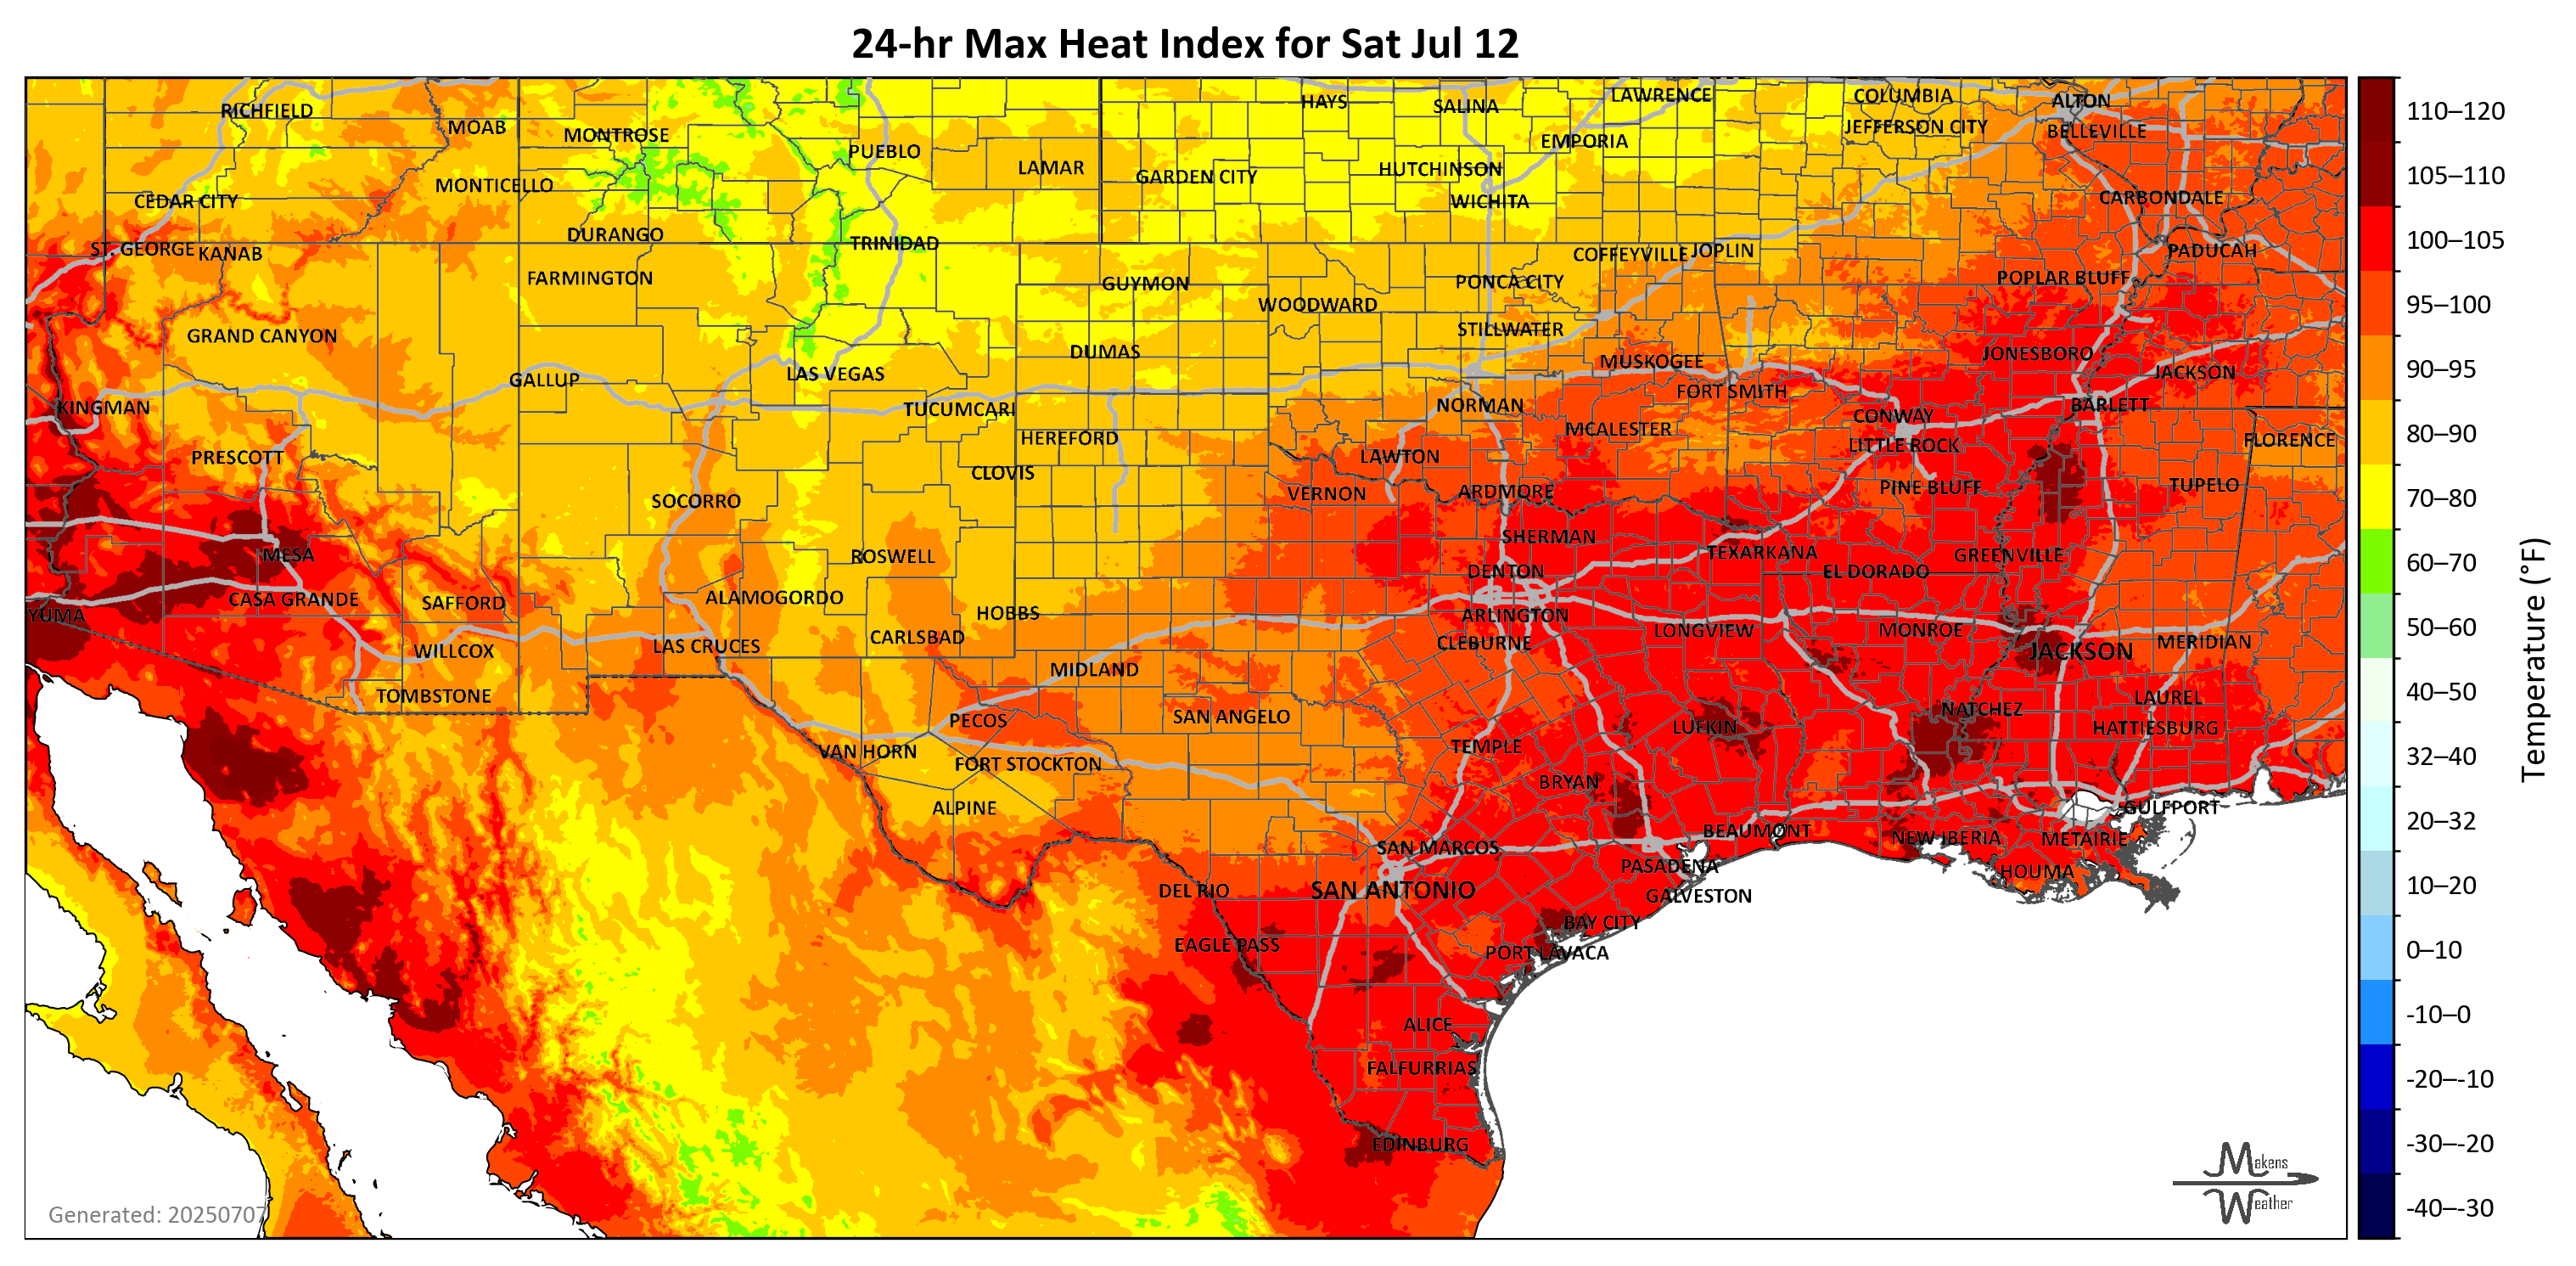 24-hr Max Heat Index for Sat Jul 12
RICHFIELD
MOAB
MONTROSE
PUEBLO
LAMAR
HAYS
SALINA
LAWRENCE
COLUMBIA
ALTON
JEFFERSON CITY
BELLEVILLE
EMPORIA
HUTCHINSON
GARDEN CITY
WICHITA
CARBONDALE
MONTICELLO
CEDAR CITY
DURANGO
TRINIDAD
ST. GEORGE
KANAB
COFFEYVILLE
JOPLIN
PADUCAH
FARMINGTON
GUYMON
PONCA CITY
POPLAR BLUFF
WOODWARD
STILLWATER
GRAND CANYON
DUMAS
MUSKOGEE
JONESBORO
JACKSON
GALLUP
LAS VEGAS
FORT SMITH
KINGMAN
TUCUMCARI
NORMAN
CONWAY
BARLETT
HEREFORD
MCALESTER
LITTLE ROCK
FLORENCE
PRESCOTT
CLOVIS
LAWTON
SOCORRO
VERNON
ARDMORE
PINE BLUFF
TUPELO
SHERMAN
MESA
ROSWELL
TEXARKANA
GREENVILLE
DENTON
EL DORADO
CASA GRANDE
SAFFORD
ALAMOGORDO
HOBBS
YUMA
ARLINGTON
CARLSBAD
CLEBURNE
LONGVIEW
MONROE
WILLCOX
LAS CRUCES
JACKSON
MERIDIAN
MIDLAND
TOMBSTONE
LAUREL
PECOS
SAN ANGELO
NATCHEZ
LUFKIN
HATTIESBURG
VAN HORN
TEMPLE
FORT STOCKTON
BRYAN
ALPINE
GULFPORT
BEAUMONT
NEW IBERIA
METAIRIE
SAN MARCOS
PASADENA
HOUMA
DEL RIO
SAN ANTONIO
GALVESTON
BAY CITY
EAGLE PASS
PORT LAVACA
ALICE
FALFURRIAS
EDINBURG
Generated: 20250707
Makens
Weather
110–120
105–110
100–105
95–100
90–95
80–90
70–80
60–70
50–60
40–50
32–40
20–32
10–20
0–10
-10–0
-20–-10
-30–-20
-40–-30
Temperature (°F)